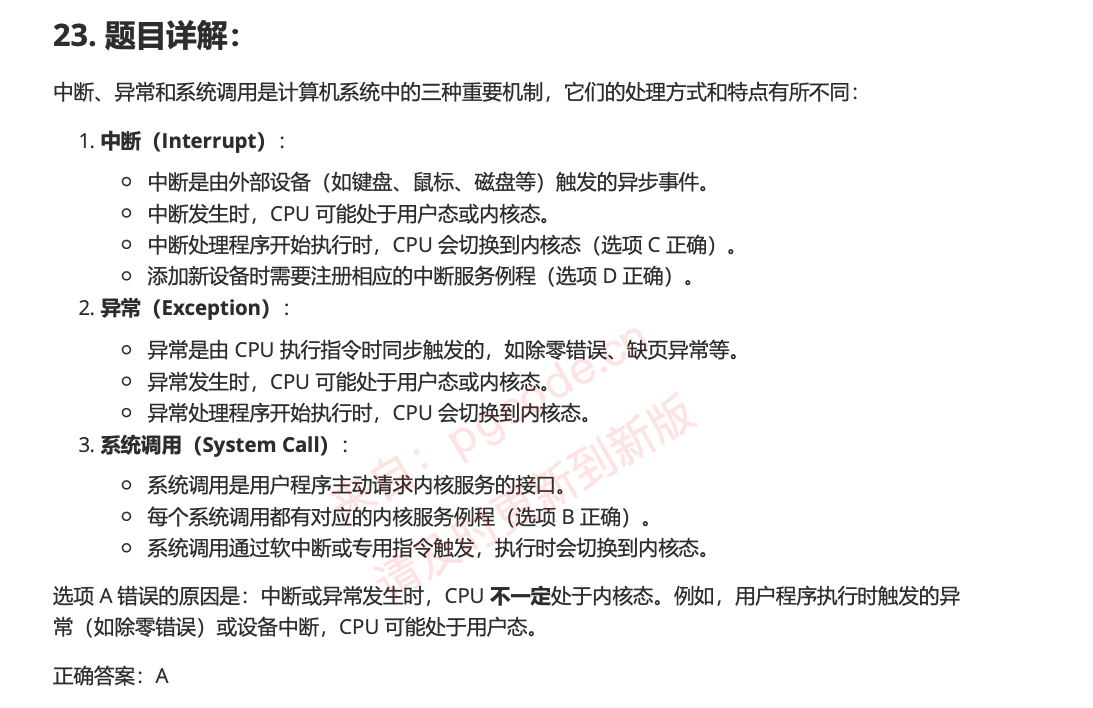 23. 题目详解：
中断、异常和系统调用是计算机系统中的三种重要机制，它们的处理方式和特点有所不同：
1. 中断（Interrupt）：
中断是由外部设备（如键盘、鼠标、磁盘等）触发的异步事件。
中断发生时，CPU 可能处于用户态或内核态。
中断处理程序开始执行时，CPU 会切换到内核态（选项 C 正确）。
添加新设备时需要注册相应的中断服务例程（选项 D 正确）。
2. 异常（Exception）：
异常是由 CPU 执行指令时同步触发的，如除零错误、缺页异常等。
异常发生时，CPU 可能处于用户态或内核态。
异常处理程序开始执行时，CPU 会切换到内核态。
3. 系统调用（System Call）：
系统调用是用户程序主动请求内核服务的接口。
每个系统调用都有对应的内核服务例程（选项 B 正确）。
系统调用通过软中断或专用指令触发，执行时会切换到内核态。
选项 A 错误的原因是：中断或异常发生时，CPU 不一定处于内核态。例如，用户程序执行时触发的异
常（如除零错误）或设备中断，CPU 可能处于用户态。
正确答案：A
来自：pgcode.cn
请及时更新到新版